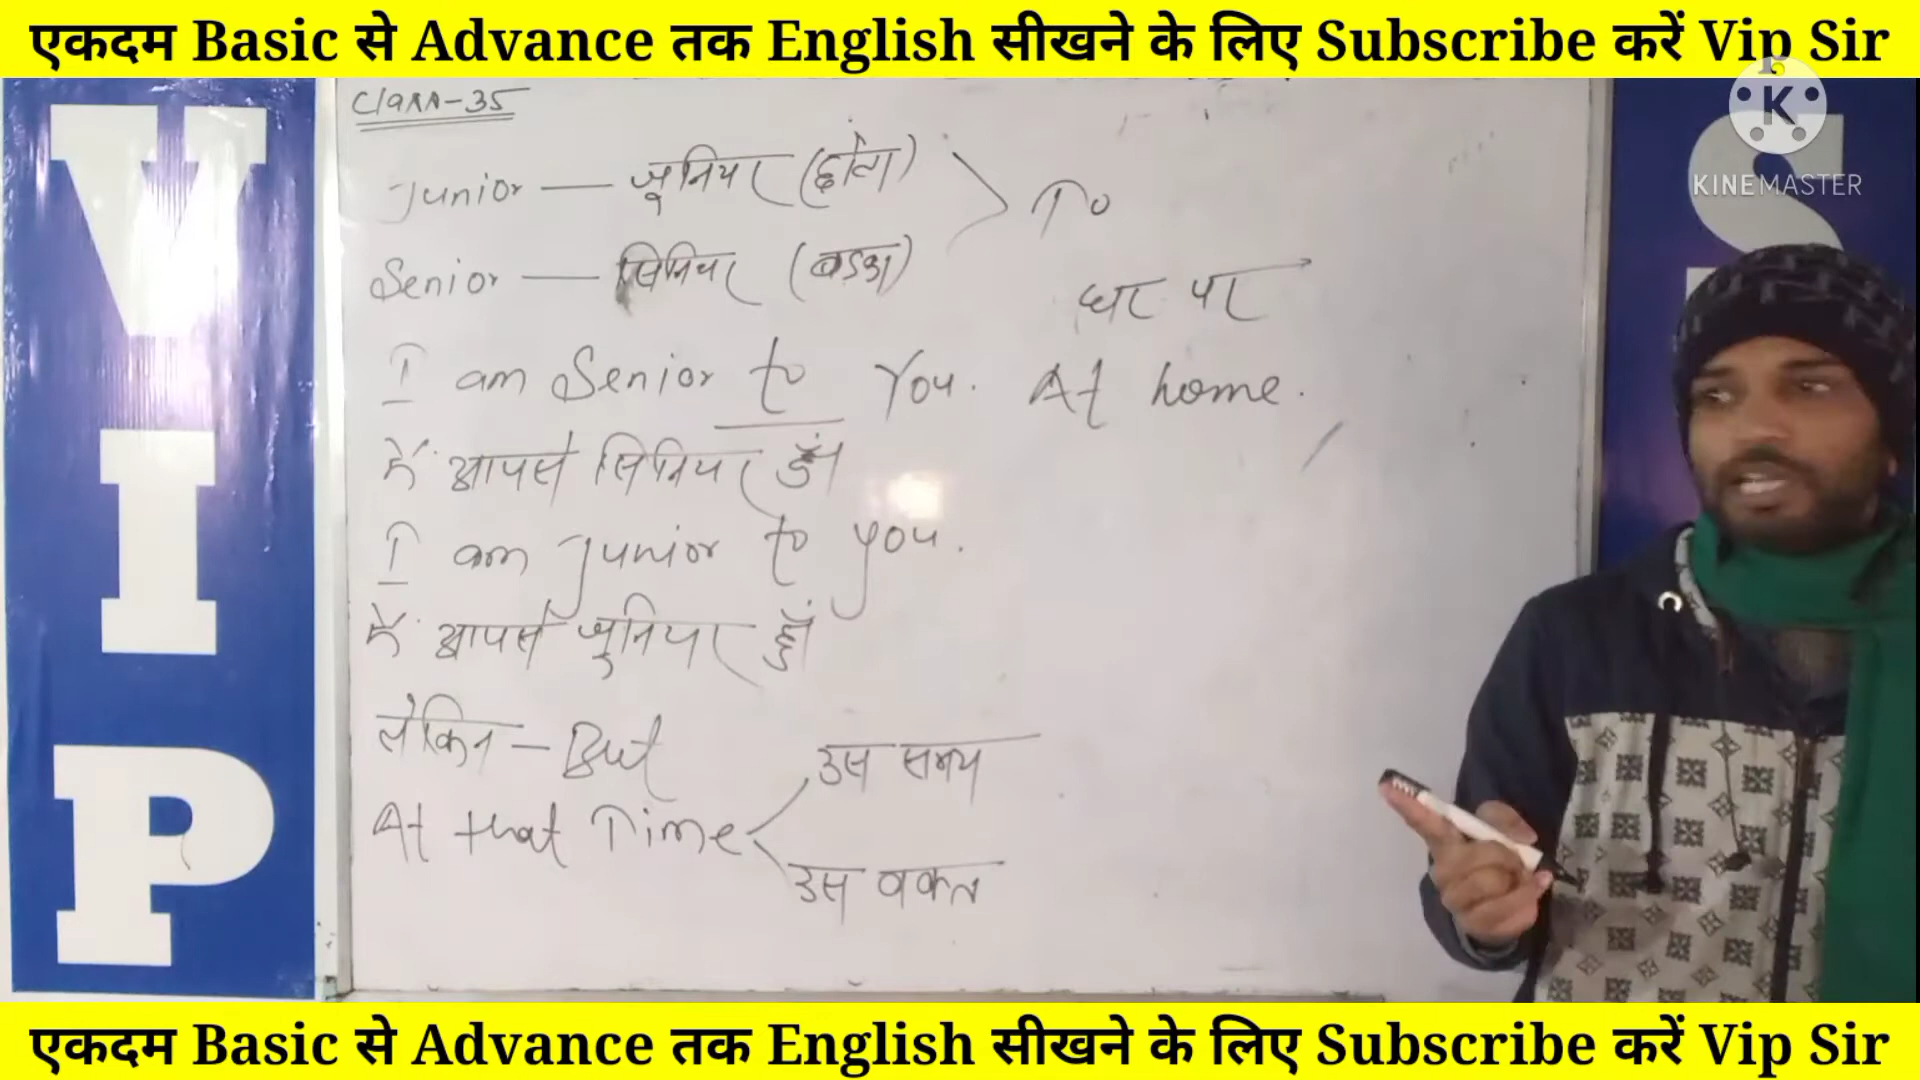 एकदम Basic से Advance तक English सीखने के लिए Subscribe करें Vip Sir
KINEMASTER
VIP
S
Class-35
Junior — जूनियर (छोटा)
Senior — सिनियर (बड़का)
To
घर पर
I am Senior to You. At home.
मैं आपसे सिनियर हूँ
I am Junior to you.
मैं आपसे जुनियर हूँ
लेकिन - But
At that Time
उस समय
उस वक्त
एकदम Basic से Advance तक English सीखने के लिए Subscribe करें Vip Sir